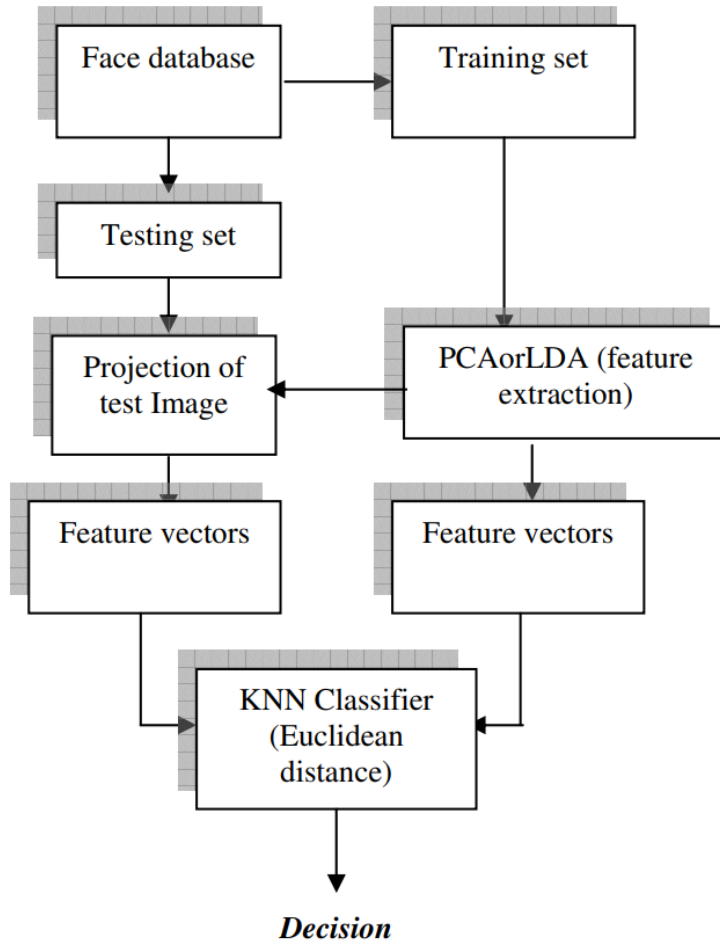 Face database
Training set
Testing set
Projection of
test Image
PCAorLDA (feature
extraction)
Feature vectors
Feature vectors
KNN Classifier
(Euclidean
distance)
Decision